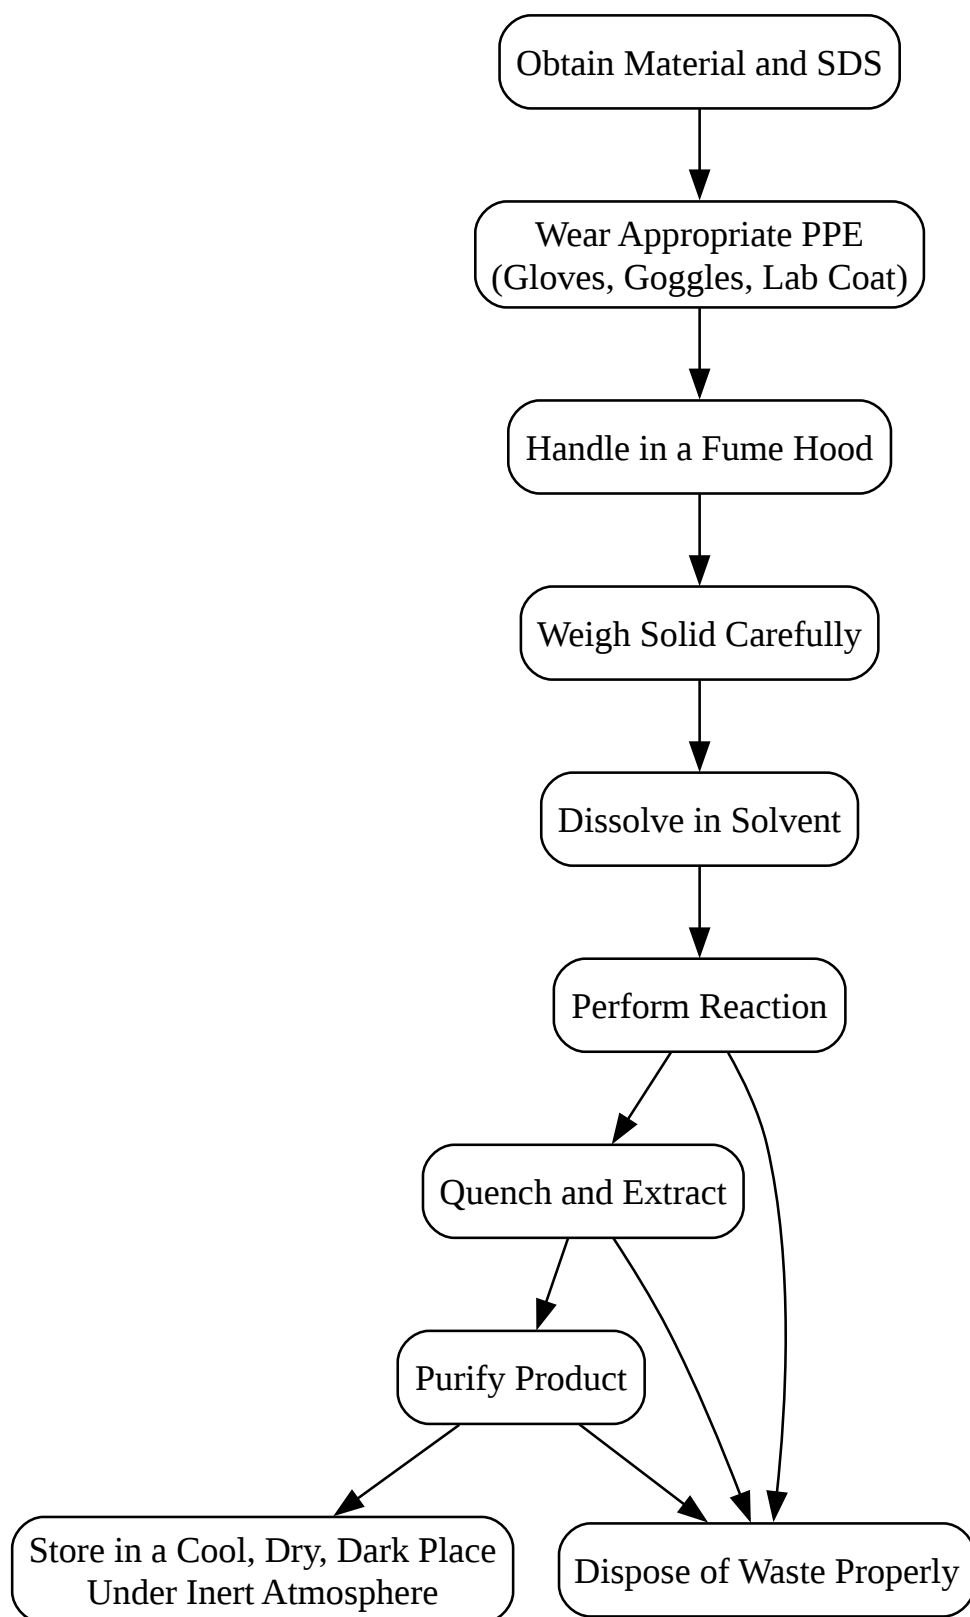 Obtain Material and SDS
Wear Appropriate PPE
(Gloves, Goggles, Lab Coat)
Handle in a Fume Hood
Weigh Solid Carefully
Dissolve in Solvent
Perform Reaction
Quench and Extract
Purify Product
Store in a Cool, Dry, Dark Place
Under Inert Atmosphere
Dispose of Waste Properly